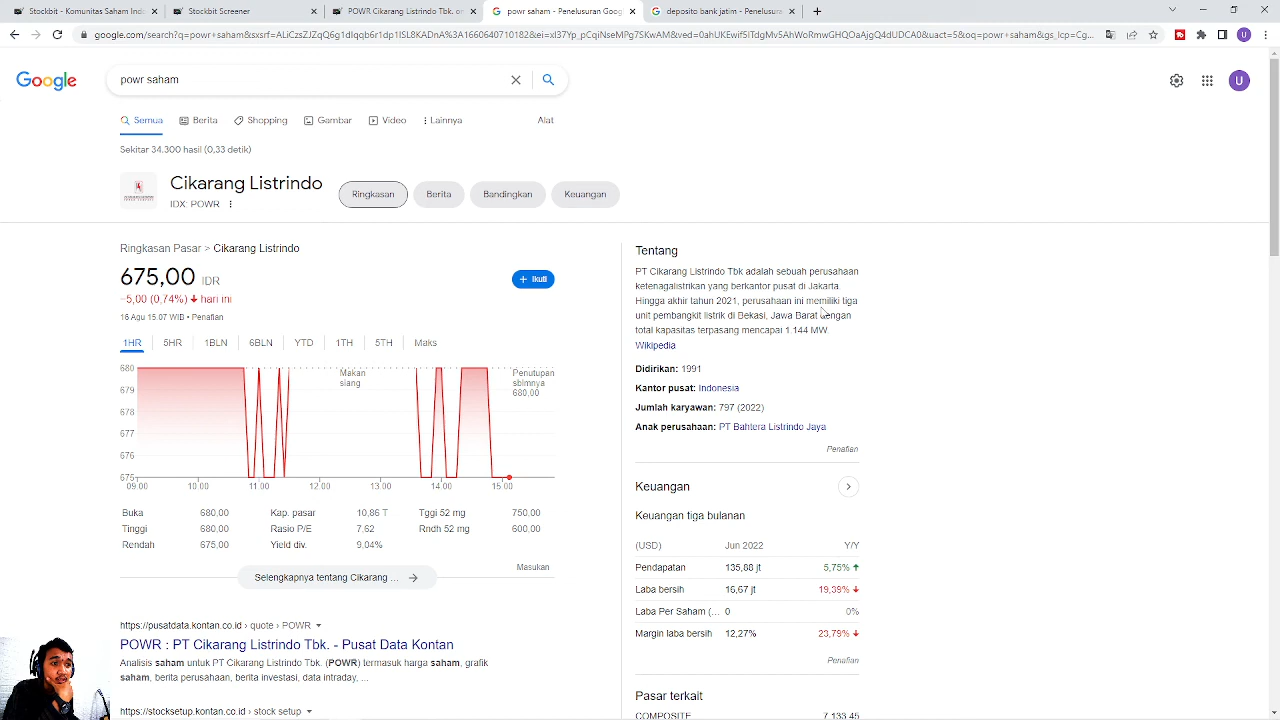 Stockbit - Komunitas Saham Ind
Stockbit Screener
POWR Cikarang Listrindo Tbk. on
powr saham - Penelusuran Goog
deposito bank jatim - Penelusura
google.com/search?q=powr+saham&sxsrf=
Google
powr saham
U
Semua
Berita
Shopping
Gambar
Video
Lainnya
Alat
Sekitar 34.300 hasil (0,33 detik)
Cikarang Listrindo
IDX: POWR
Ringkasan
Berita
Bandingkan
Keuangan
Ringkasan Pasar > Cikarang Listrindo
675,00 IDR
+ Ikuti
−5,00 (0,74%) hari ini
16 Agu 15.07 WIB • Penafian
1HR
5HR
1BLN
6BLN
YTD
1TH
5TH
Maks
680
679
678
677
676
675
Makan
siang
Penutupan
sblmnya
680,00
09.00 10.00 11.00 12.00 13.00 14.00 15.00
Buka 680,00 Kap. pasar 10,86 T Tggi 52 mg 750,00
Tinggi 680,00 Rasio P/E 7,62 Rndh 52 mg 600,00
Rendah 675,00 Yield div. 9,04%
Masukan
Selengkapnya tentang Cikarang ...
https://pusatdata.kontan.co.id › quote › POWR
POWR : PT Cikarang Listrindo Tbk. - Pusat Data Kontan
Analisis saham untuk PT Cikarang Listrindo Tbk. (POWR) termasuk harga saham, grafik
saham, berita perusahaan, berita investasi, data intraday, ...
https://stocksetup.kontan.co.id › stock setup
Tentang
PT Cikarang Listrindo Tbk adalah sebuah perusahaan
ketenagalistrikan yang berkantor pusat di Jakarta.
Hingga akhir tahun 2021, perusahaan ini memiliki tiga
unit pembangkit listrik di Bekasi, Jawa Barat dengan
total kapasitas terpasang mencapai 1.144 MW.
Wikipedia
Didirikan: 1991
Kantor pusat: Indonesia
Jumlah karyawan: 797 (2022)
Anak perusahaan: PT Bahtera Listrindo Jaya
Penafian
Keuangan
Keuangan tiga bulanan
(USD) Jun 2022 Y/Y
Pendapatan 135,88 jt 5,75%
Laba bersih 16,67 jt 19,39%
Laba Per Saham (... 0 0%
Margin laba bersih 12,27% 23,79%
Penafian
Pasar terkait
COMPOSITE 7.133,45